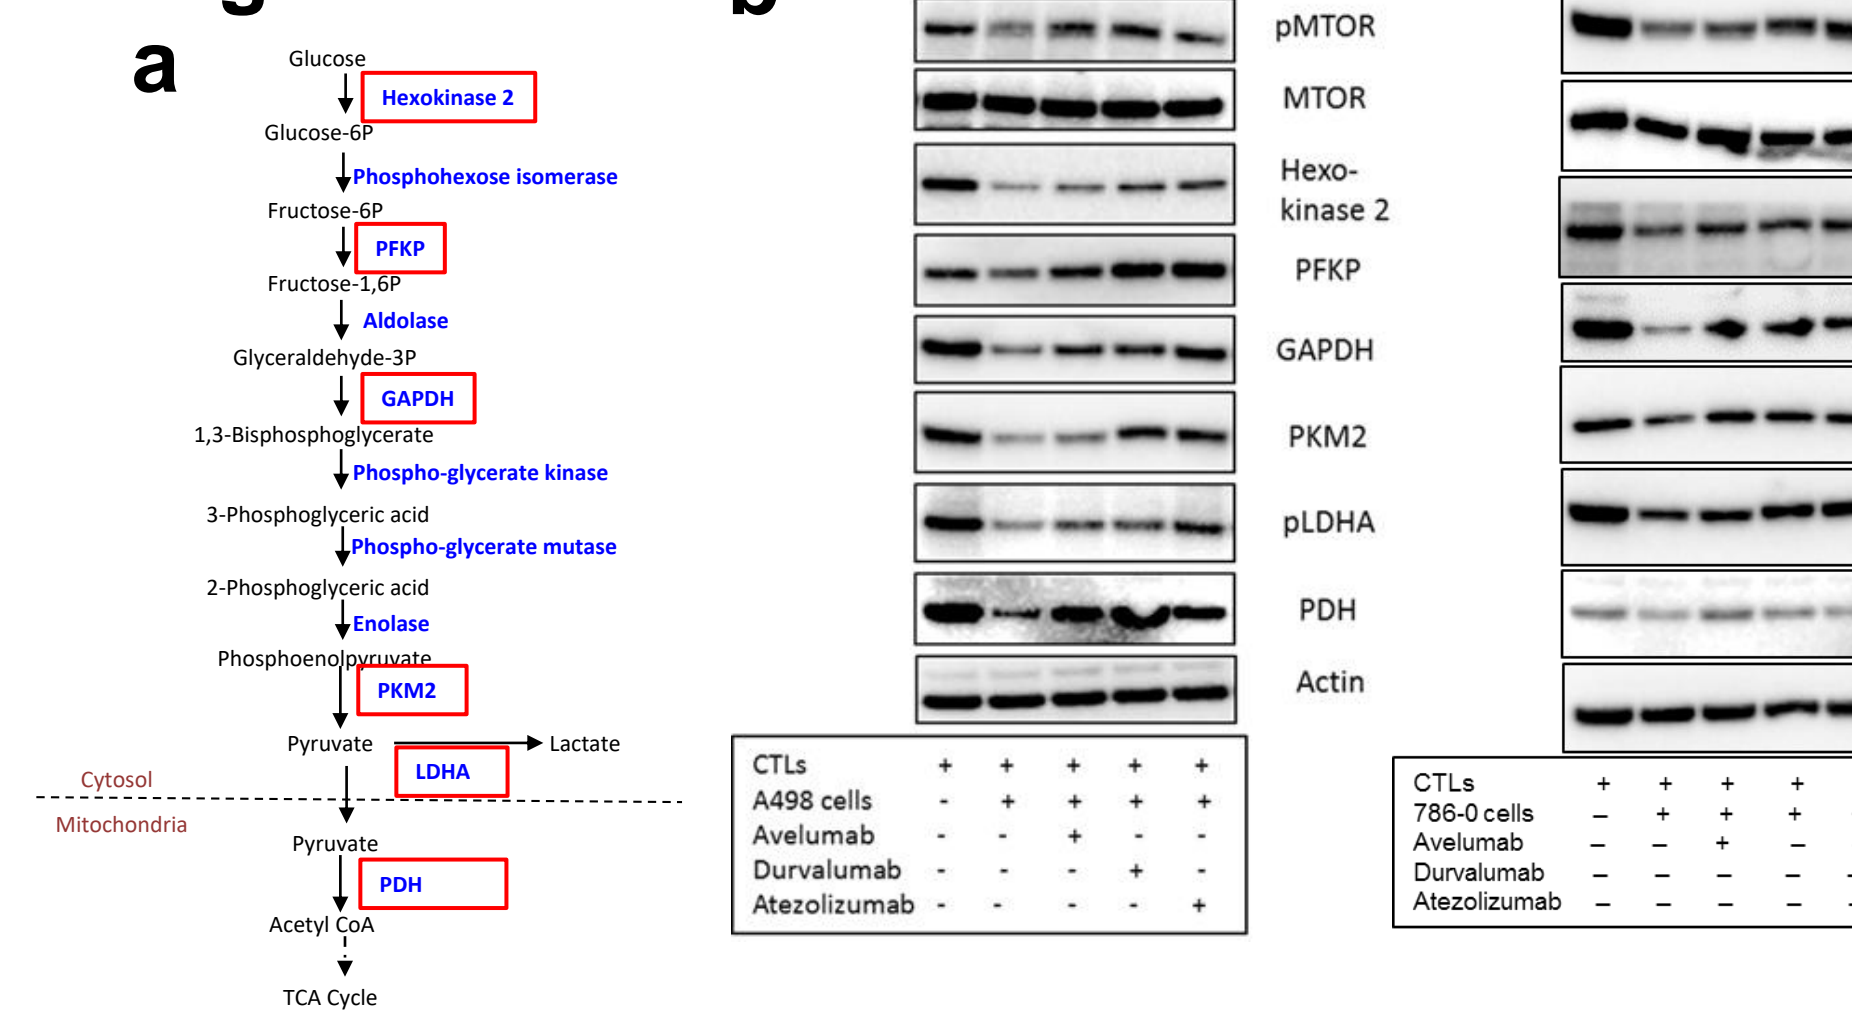 a
Glucose
Hexokinase 2
Glucose-6P
Phosphohexose isomerase
Fructose-6P
PFKP
Fructose-1,6P
Aldolase
Glyceraldehyde-3P
GAPDH
1,3-Bisphosphoglycerate
Phospho-glycerate kinase
3-Phosphoglyceric acid
Phospho-glycerate mutase
2-Phosphoglyceric acid
Enolase
Phosphoenolpyruvate
PKM2
Pyruvate
Lactate
LDHA
Cytosol
Mitochondria
Pyruvate
PDH
Acetyl CoA
TCA Cycle
b
pMTOR
MTOR
Hexo-
kinase 2
PFKP
GAPDH
PKM2
pLDHA
PDH
Actin
CTLs + + + + +
A498 cells - + + + +
Avelumab - - + - -
Durvalumab - - - + -
Atezolizumab - - - - +
CTLs + + + +
786-0 cells – + + +
Avelumab – – + –
Durvalumab – – – –
Atezolizumab – – – –